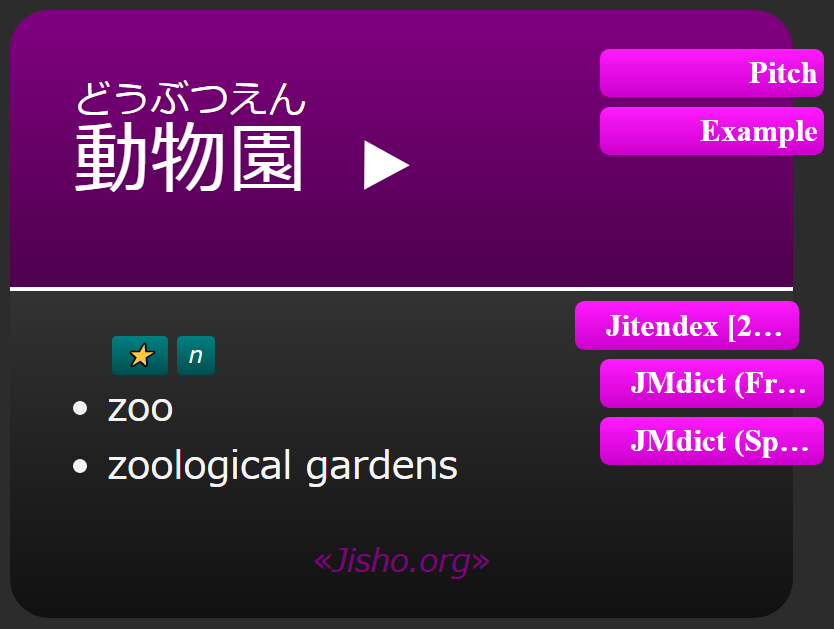 どうぶつえん
動物園
Pitch
Example
Jitendex [2…
JMdict (Fr…
JMdict (Sp…
n
zoo
zoological gardens
«Jisho.org»